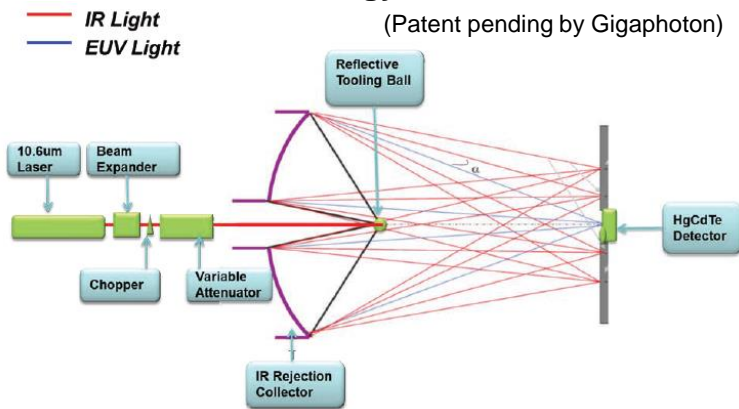 IR Light
EUV Light
(Patent pending by Gigaphoton)
Reflective
Tooling Ball
10.6um
Laser
Beam
Expander
α
HgCdTe
Detector
Chopper
Variable
Attenuator
IR Rejection
Collector